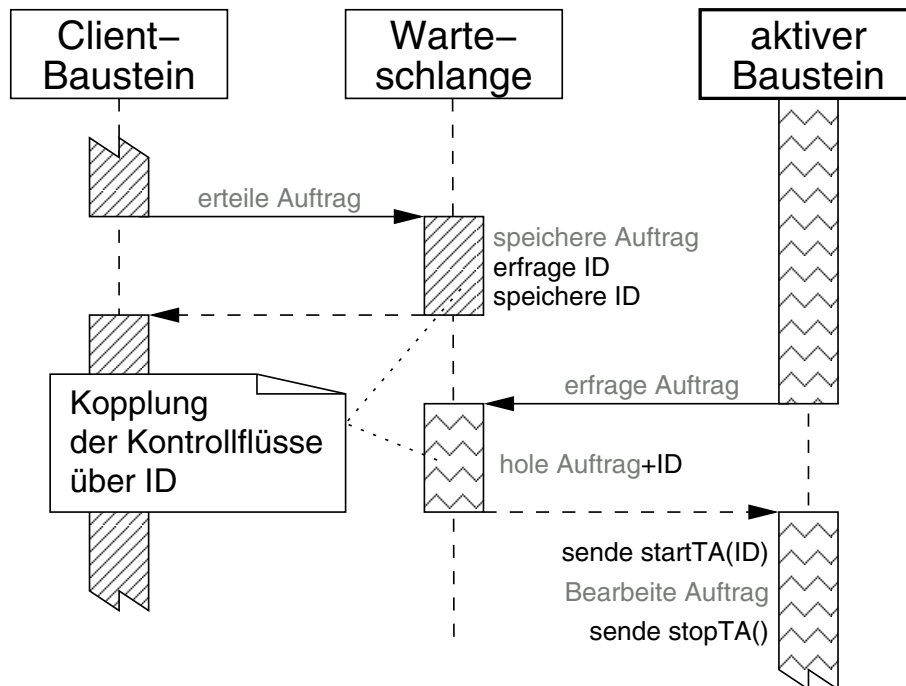 Client–
Baustein
Warte–
schlange
aktiver
Baustein
erteile Auftrag
speichere Auftrag
erfrage ID
speichere ID
erfrage Auftrag
Kopplung
der Kontrollflüsse
über ID
hole Auftrag+ID
sende startTA(ID)
Bearbeite Auftrag
sende stopTA()